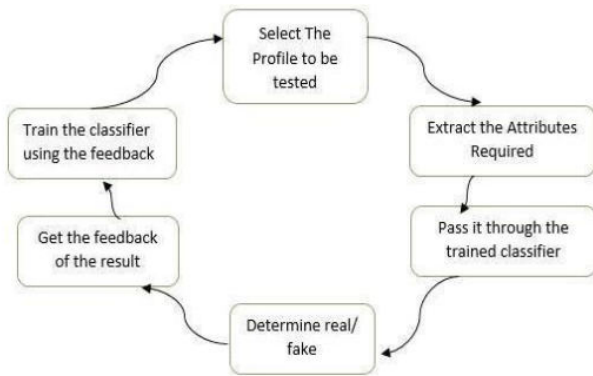 Select The
Profile to be
tested
Extract the Attributes
Required
Pass it through the
trained classifier
Determine real/
fake
Get the feedback
of the result
Train the classifier
using the feedback